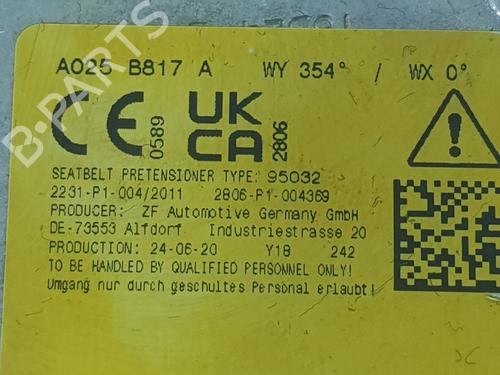 A025 B817 A WY 354° / WX 0°
CE 0589 UK CA 2806
SEATBELT PRETENSIONER TYPE: 95032
2231-P1-004/2011 2806-P1-004369
PRODUCER: ZF Automotive Germany GmbH
DE-73553 Alfdorf Industriestrasse 20
PRODUCTION: 24-06-20 Y18 242
TO BE HANDLED BY QUALIFIED PERSONNEL ONLY!
Umgang nur durch geschultes Personal erlaubt!
B-PARTS